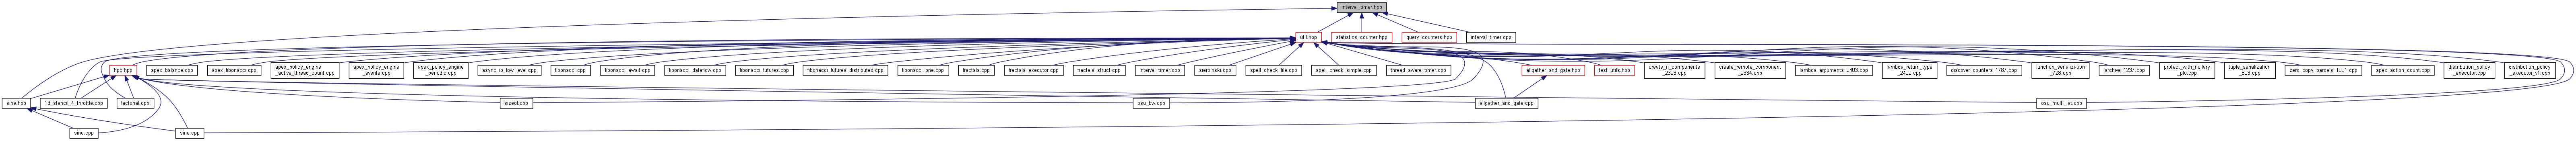 interval_timer.hpp
util.hpp
statistics_counter.hpp
query_counters.hpp
interval_timer.cpp
hpx.hpp
apex_balance.cpp
apex_fibonacci.cpp
apex_policy_engine
_active_thread_count.cpp
apex_policy_engine
_events.cpp
apex_policy_engine
_periodic.cpp
async_io_low_level.cpp
fibonacci.cpp
fibonacci_await.cpp
fibonacci_dataflow.cpp
fibonacci_futures.cpp
fibonacci_futures_distributed.cpp
fibonacci_one.cpp
fractals.cpp
fractals_executor.cpp
fractals_struct.cpp
interval_timer.cpp
sierpinski.cpp
spell_check_file.cpp
spell_check_simple.cpp
thread_aware_timer.cpp
allgather_and_gate.hpp
test_utils.hpp
create_n_components
_2323.cpp
create_remote_component
_2334.cpp
lambda_arguments_2403.cpp
lambda_return_type
_2402.cpp
discover_counters_1787.cpp
function_serialization
_728.cpp
iarchive_1237.cpp
protect_with_nullary
_pfo.cpp
tuple_serialization
_803.cpp
zero_copy_parcels_1001.cpp
apex_action_count.cpp
distribution_policy
_executor.cpp
distribution_policy
_executor_v1.cpp
sine.hpp
1d_stencil_4_throttle.cpp
factorial.cpp
sizeof.cpp
osu_bw.cpp
allgather_and_gate.cpp
osu_multi_lat.cpp
sine.cpp
sine.cpp